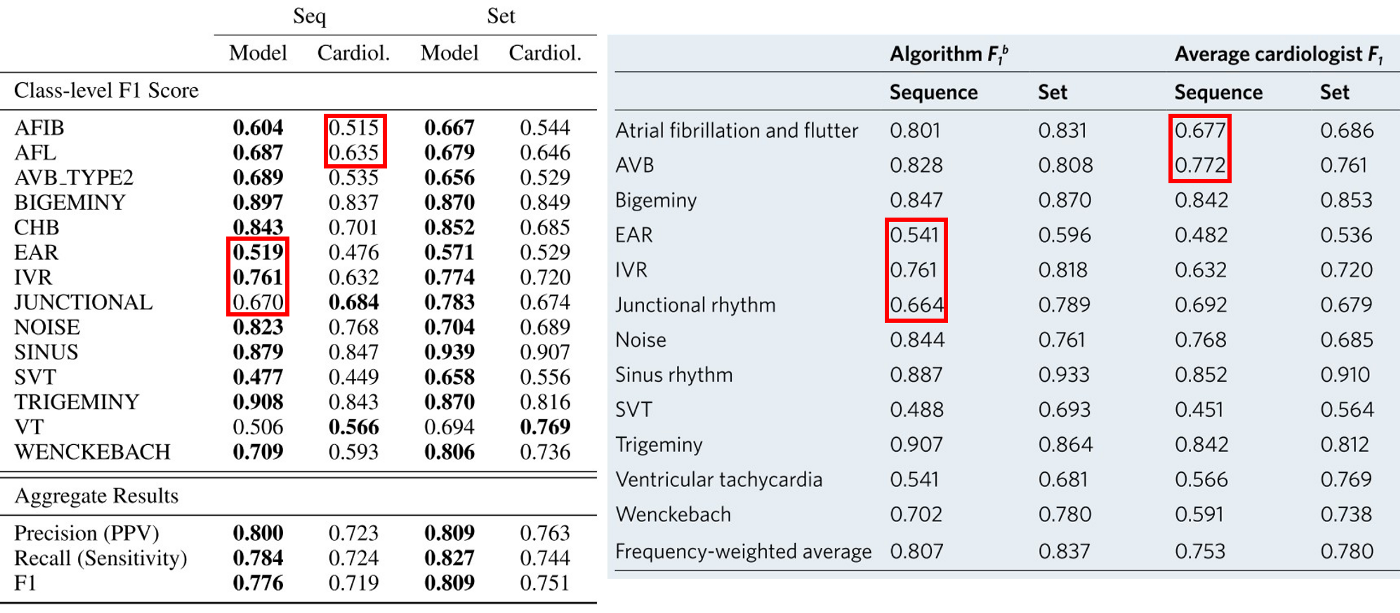 Seq Set
Model Cardiol. Model Cardiol.
Class-level F1 Score
AFIB 0.604 0.515 0.667 0.544
AFL 0.687 0.635 0.679 0.646
AVB_TYPE2 0.689 0.535 0.656 0.529
BIGEMINY 0.897 0.837 0.870 0.849
CHB 0.843 0.701 0.852 0.685
EAR 0.519 0.476 0.571 0.529
IVR 0.761 0.632 0.774 0.720
JUNCTIONAL 0.670 0.684 0.783 0.674
NOISE 0.823 0.768 0.704 0.689
SINUS 0.879 0.847 0.939 0.907
SVT 0.477 0.449 0.658 0.556
TRIGEMINY 0.908 0.843 0.870 0.816
VT 0.506 0.566 0.694 0.769
WENCKEBACH 0.709 0.593 0.806 0.736
Aggregate Results
Precision (PPV) 0.800 0.723 0.809 0.763
Recall (Sensitivity) 0.784 0.724 0.827 0.744
F1 0.776 0.719 0.809 0.751
Algorithm F₁ᵇ Average cardiologist F₁
Sequence Set Sequence Set
Atrial fibrillation and flutter 0.801 0.831 0.677 0.686
AVB 0.828 0.808 0.772 0.761
Bigeminy 0.847 0.870 0.842 0.853
EAR 0.541 0.596 0.482 0.536
IVR 0.761 0.818 0.632 0.720
Junctional rhythm 0.664 0.789 0.692 0.679
Noise 0.844 0.761 0.768 0.685
Sinus rhythm 0.887 0.933 0.852 0.910
SVT 0.488 0.693 0.451 0.564
Trigeminy 0.907 0.864 0.842 0.812
Ventricular tachycardia 0.541 0.681 0.566 0.769
Wenckebach 0.702 0.780 0.591 0.738
Frequency-weighted average 0.807 0.837 0.753 0.780